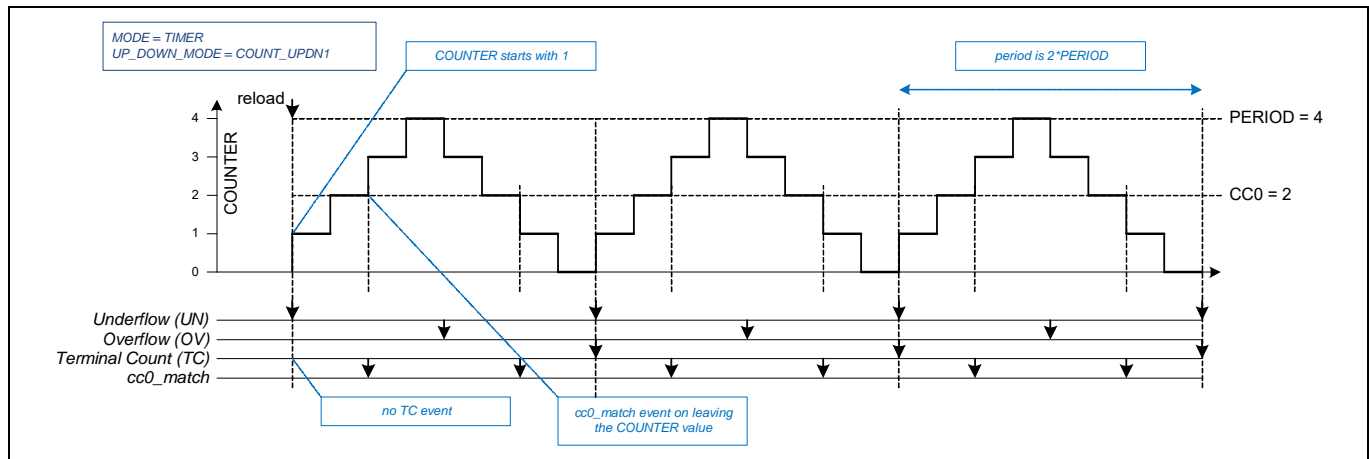 MODE = TIMER
UP_DOWN_MODE = COUNT_UPDN1
COUNTER starts with 1
period is 2*PERIOD
reload
COUNTER
4
3
2
1
0
PERIOD = 4
CC0 = 2
Underflow (UN)
Overflow (OV)
Terminal Count (TC)
cc0_match
no TC event
cc0_match event on leaving
the COUNTER value